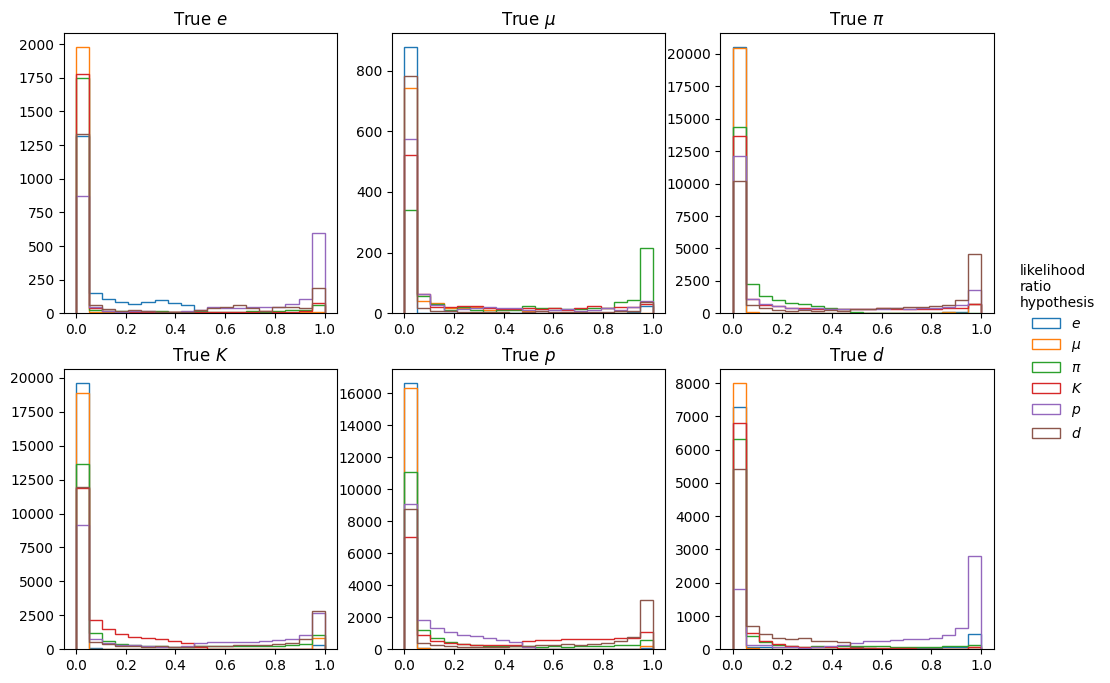 True e
True μ
True π
2000
1750
1500
1250
1000
750
500
250
0
0.0 0.2 0.4 0.6 0.8 1.0
800
600
400
200
0
0.0 0.2 0.4 0.6 0.8 1.0
20000
17500
15000
12500
10000
7500
5000
2500
0
0.0 0.2 0.4 0.6 0.8 1.0
True K
True p
True d
20000
17500
15000
12500
10000
7500
5000
2500
0
0.0 0.2 0.4 0.6 0.8 1.0
16000
14000
12000
10000
8000
6000
4000
2000
0
0.0 0.2 0.4 0.6 0.8 1.0
8000
7000
6000
5000
4000
3000
2000
1000
0
0.0 0.2 0.4 0.6 0.8 1.0
likelihood
ratio
hypothesis
e
μ
π
K
p
d